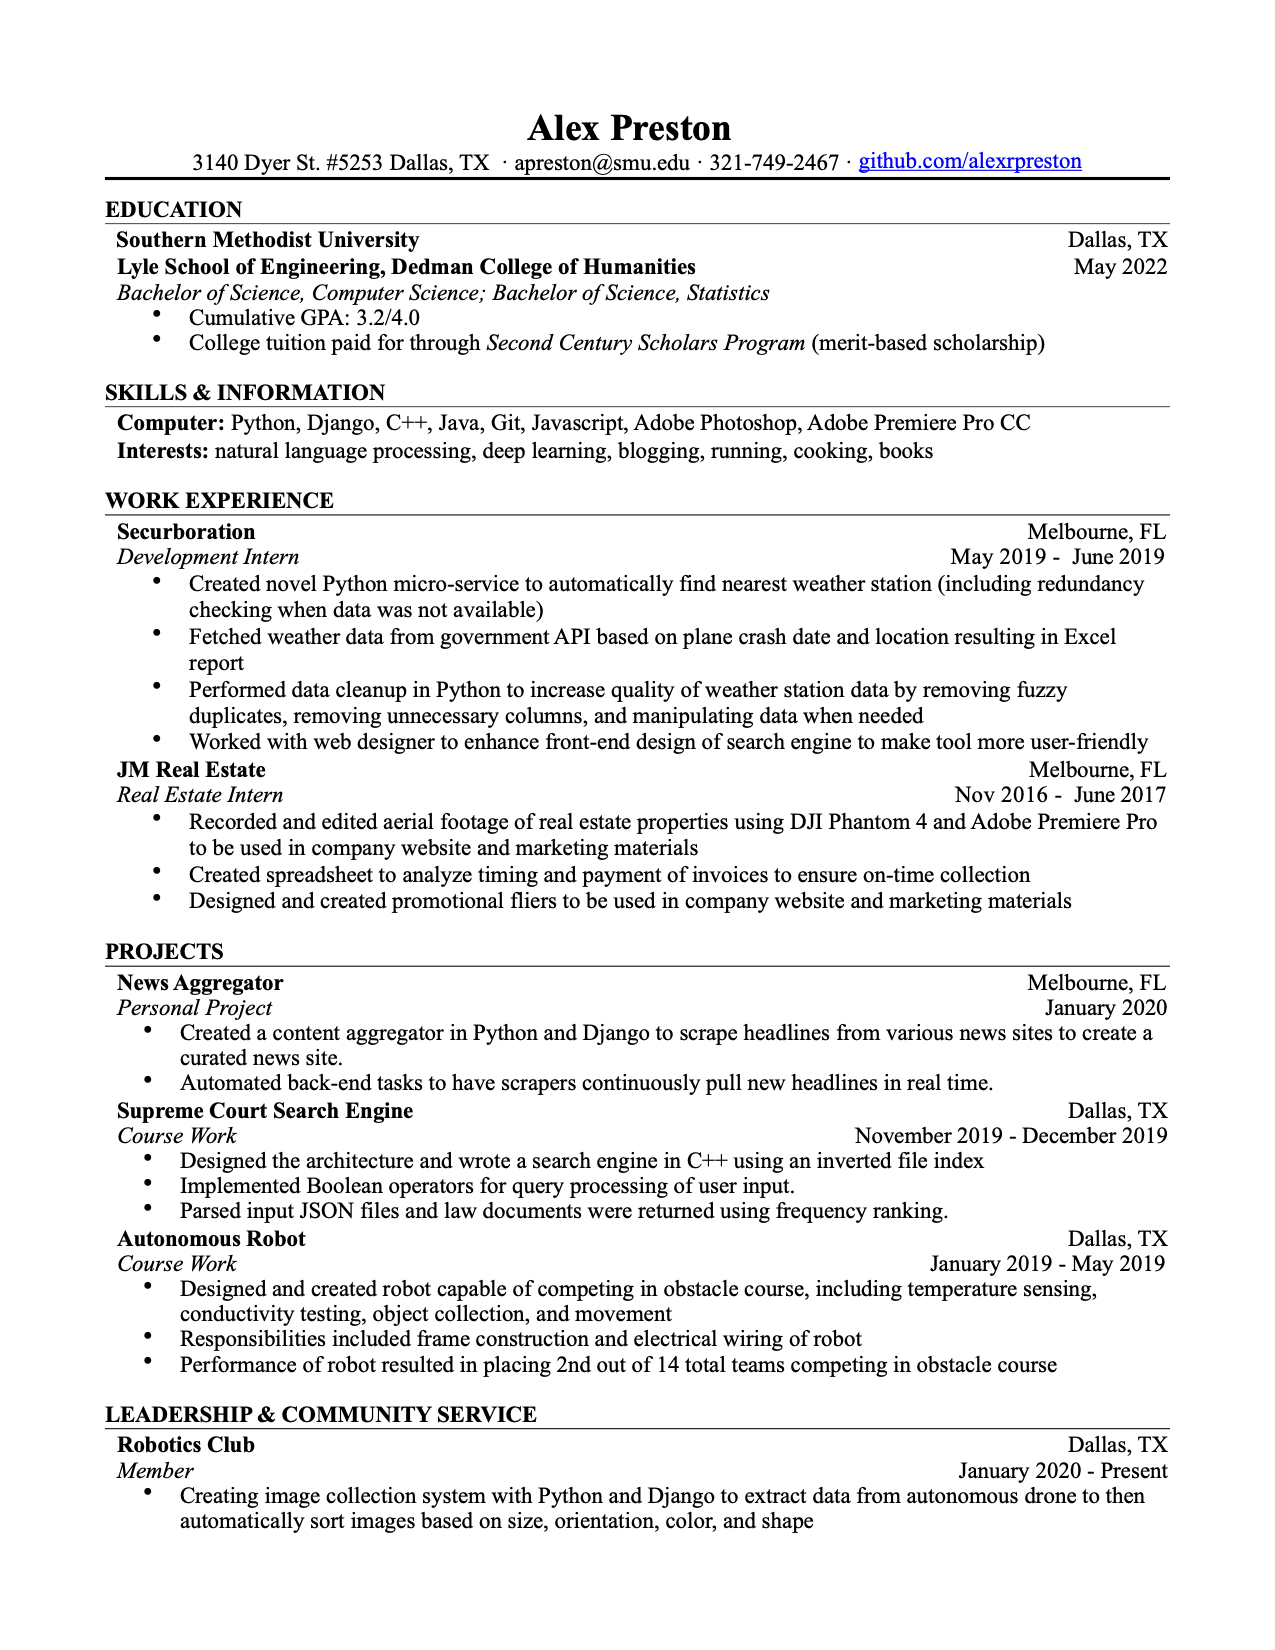 Alex Preston
3140 Dyer St. #5253 Dallas, TX · apreston@smu.edu · 321-749-2467 · github.com/alexrpreston
EDUCATION
Southern Methodist University Dallas, TX
Lyle School of Engineering, Dedman College of Humanities May 2022
Bachelor of Science, Computer Science; Bachelor of Science, Statistics
• Cumulative GPA: 3.2/4.0
• College tuition paid for through Second Century Scholars Program (merit-based scholarship)
SKILLS & INFORMATION
Computer: Python, Django, C++, Java, Git, Javascript, Adobe Photoshop, Adobe Premiere Pro CC
Interests: natural language processing, deep learning, blogging, running, cooking, books
WORK EXPERIENCE
Securboration Melbourne, FL
Development Intern May 2019 - June 2019
• Created novel Python micro-service to automatically find nearest weather station (including redundancy
checking when data was not available)
• Fetched weather data from government API based on plane crash date and location resulting in Excel
report
• Performed data cleanup in Python to increase quality of weather station data by removing fuzzy
duplicates, removing unnecessary columns, and manipulating data when needed
• Worked with web designer to enhance front-end design of search engine to make tool more user-friendly
JM Real Estate Melbourne, FL
Real Estate Intern Nov 2016 - June 2017
• Recorded and edited aerial footage of real estate properties using DJI Phantom 4 and Adobe Premiere Pro
to be used in company website and marketing materials
• Created spreadsheet to analyze timing and payment of invoices to ensure on-time collection
• Designed and created promotional fliers to be used in company website and marketing materials
PROJECTS
News Aggregator Melbourne, FL
Personal Project January 2020
• Created a content aggregator in Python and Django to scrape headlines from various news sites to create a
curated news site.
• Automated back-end tasks to have scrapers continuously pull new headlines in real time.
Supreme Court Search Engine Dallas, TX
Course Work November 2019 - December 2019
• Designed the architecture and wrote a search engine in C++ using an inverted file index
• Implemented Boolean operators for query processing of user input.
• Parsed input JSON files and law documents were returned using frequency ranking.
Autonomous Robot Dallas, TX
Course Work January 2019 - May 2019
• Designed and created robot capable of competing in obstacle course, including temperature sensing,
conductivity testing, object collection, and movement
• Responsibilities included frame construction and electrical wiring of robot
• Performance of robot resulted in placing 2nd out of 14 total teams competing in obstacle course
LEADERSHIP & COMMUNITY SERVICE
Robotics Club Dallas, TX
Member January 2020 - Present
• Creating image collection system with Python and Django to extract data from autonomous drone to then
automatically sort images based on size, orientation, color, and shape